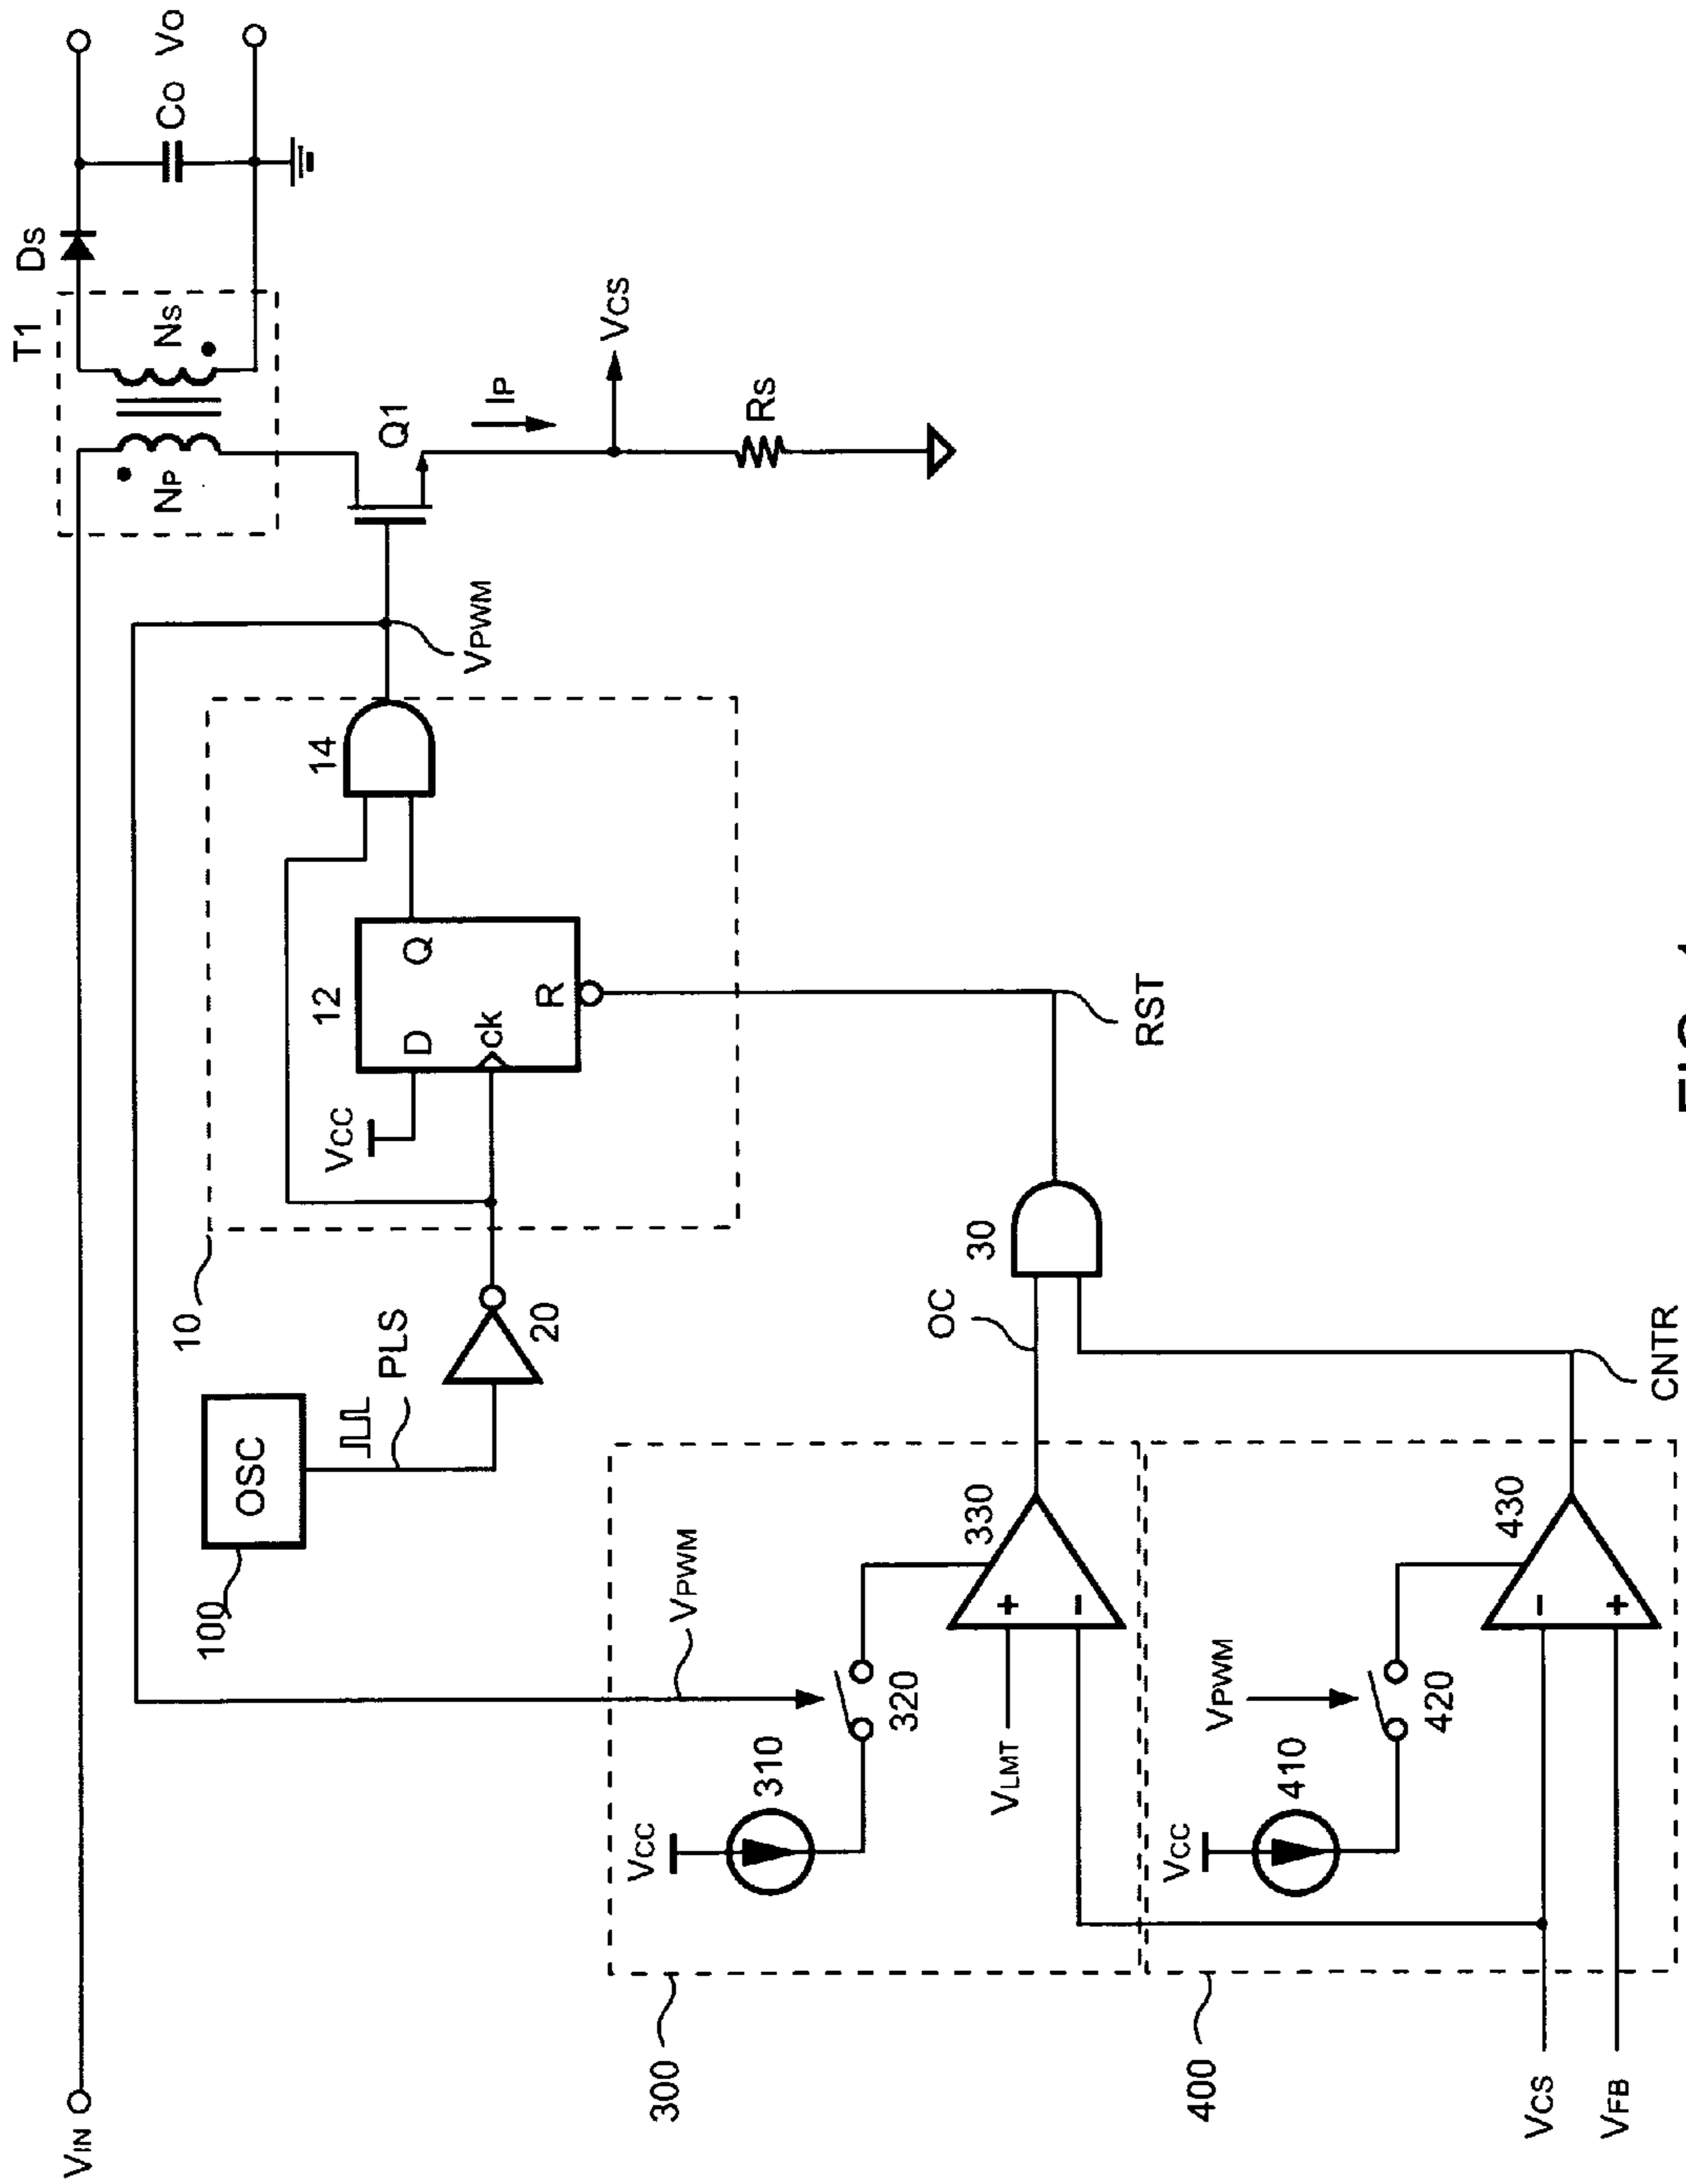 VIN
T1
NP
NS
DS
CO
VO
Q1
IP
VCS
RS
VPWM
10
12
14
D
Q
ck
R
VCC
100
OSC
PLS
20
RST
30
OC
CNTR
300
VCC
310
320
VPWM
VLMT
+
-
330
400
VCC
410
420
VPWM
-
+
430
VCS
VFB